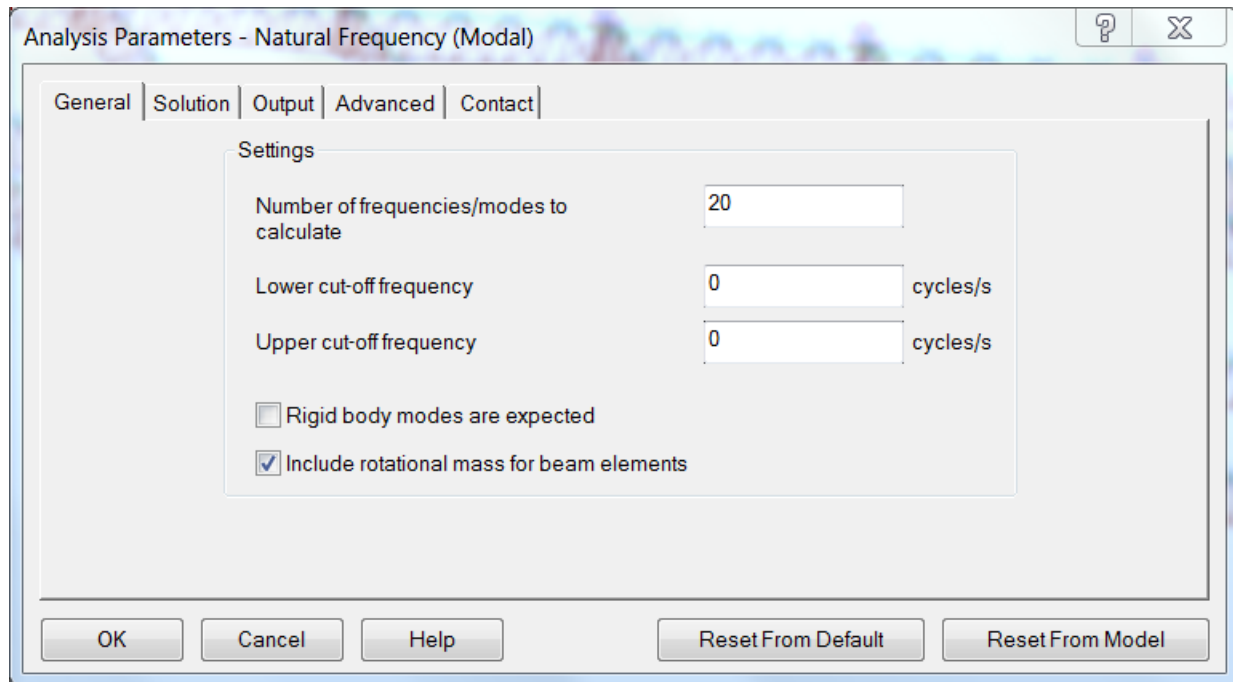 Analysis Parameters - Natural Frequency (Modal)
General Solution Output Advanced Contact
Settings
Number of frequencies/modes to
calculate
20
Lower cut-off frequency 0 cycles/s
Upper cut-off frequency 0 cycles/s
Rigid body modes are expected
Include rotational mass for beam elements
OK Cancel Help Reset From Default Reset From Model